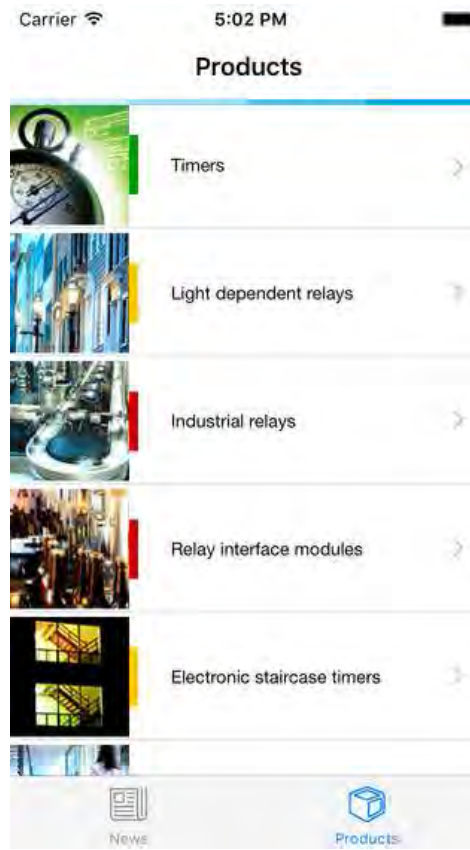 Carrier 5:02 PM
Products
Timers
Light dependent relays
Industrial relays
Relay interface modules
Electronic staircase timers
News Products